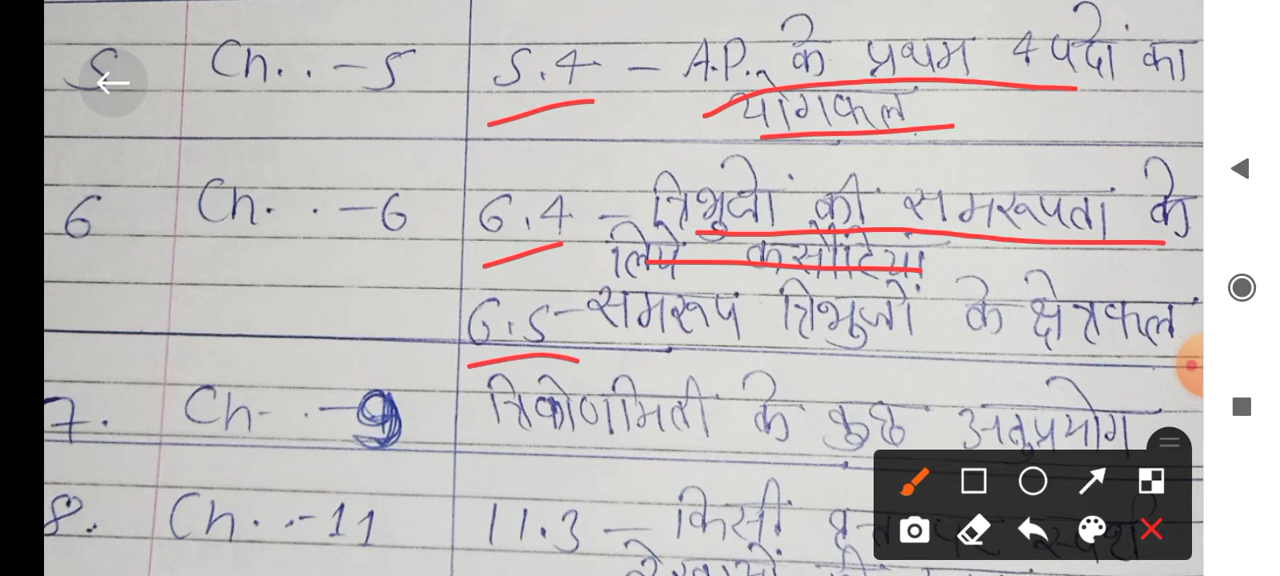 5 Ch. . -5 5.4 - A.P. के प्रथम 4 पदों का
योगफल
6 Ch. . -6 6.4 - त्रिभुजों की समरूपता के
लिये कसौटियां
6.5 - समरूप त्रिभुजों के क्षेत्रफल
7. Ch- . -9 त्रिकोणमिती के कुछ अनुप्रयोग
8. Ch. . -11 11.3 - किसी